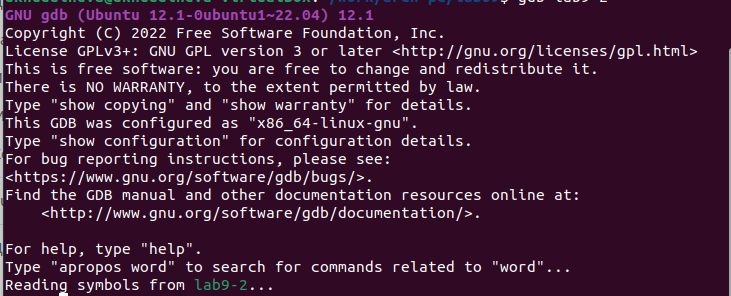 GNU gdb (Ubuntu 12.1-0ubuntu1~22.04) 12.1
Copyright (C) 2022 Free Software Foundation, Inc.
License GPLv3+: GNU GPL version 3 or later <http://gnu.org/licenses/gpl.html>
This is free software: you are free to change and redistribute it.
There is NO WARRANTY, to the extent permitted by law.
Type "show copying" and "show warranty" for details.
This GDB was configured as "x86_64-linux-gnu".
Type "show configuration" for configuration details.
For bug reporting instructions, please see:
<https://www.gnu.org/software/gdb/bugs/>.
Find the GDB manual and other documentation resources online at:
    <http://www.gnu.org/software/gdb/documentation/>.
For help, type "help".
Type "apropos word" to search for commands related to "word"...
Reading symbols from lab9-2...